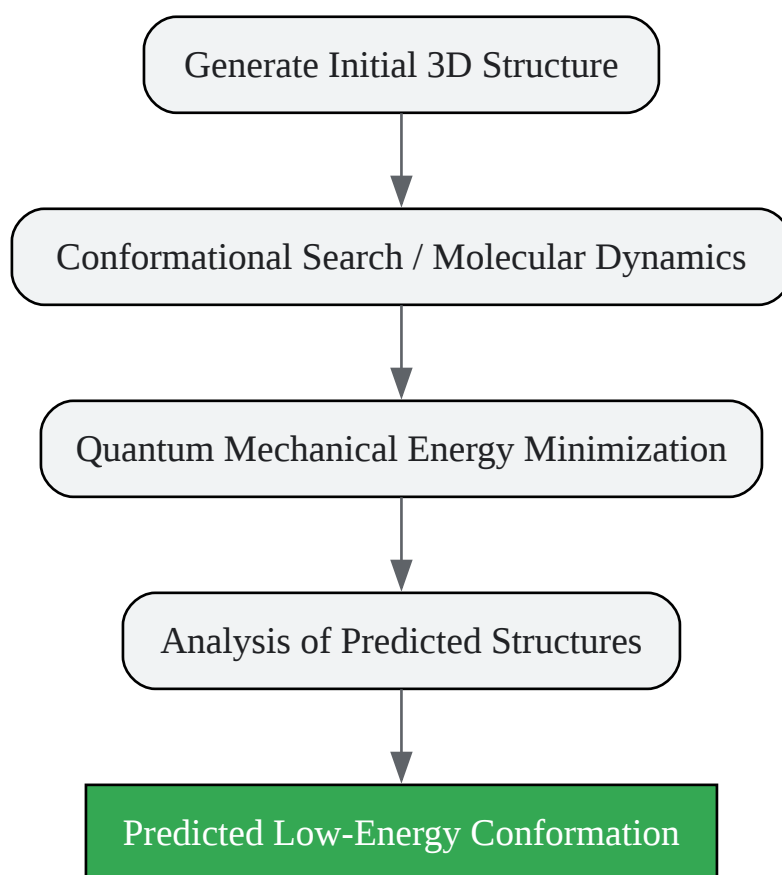 Generate Initial 3D Structure
Conformational Search / Molecular Dynamics
Quantum Mechanical Energy Minimization
Analysis of Predicted Structures
Predicted Low-Energy Conformation